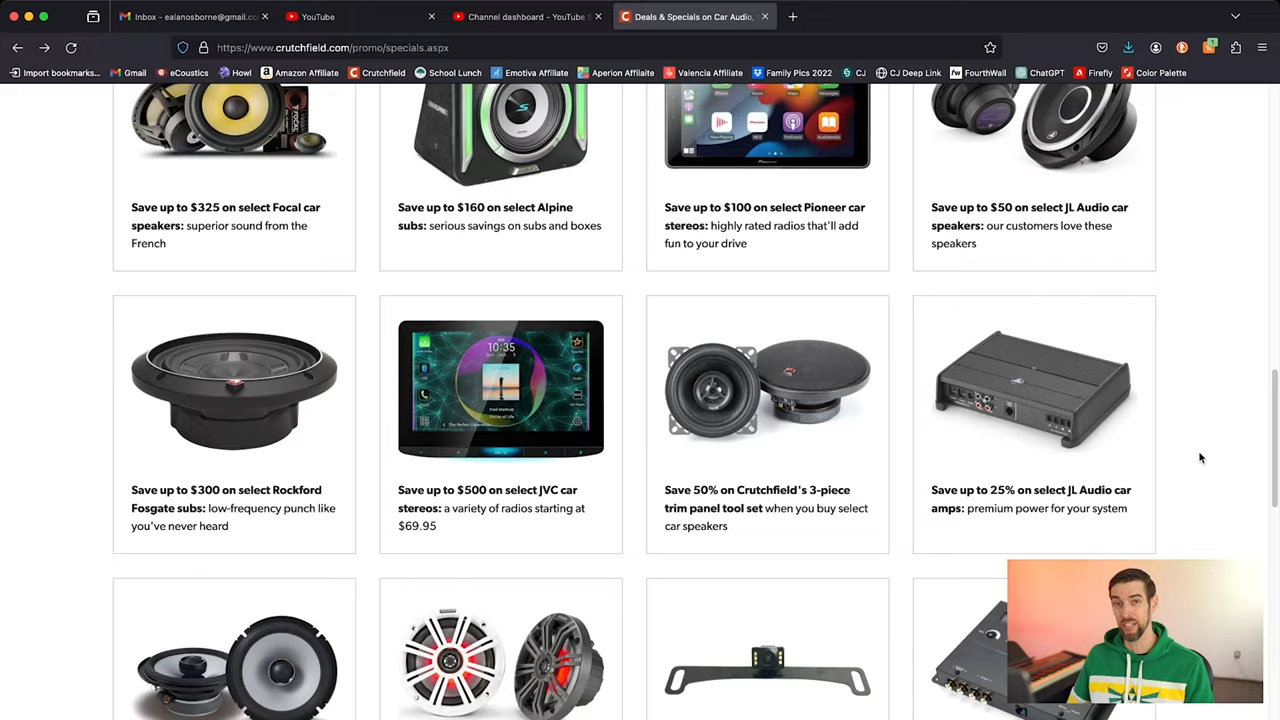 Inbox - ealanosborne@gmail.co
YouTube
Channel dashboard - YouTube S
Deals & Specials on Car Audio,
https://www.crutchfield.com/promo/specials.aspx
Import bookmarks...
Gmail
eCoustics
Howl
Amazon Affiliate
Crutchfield
School Lunch
Emotiva Affiliate
Aperion Affilaite
Valencia Affiliate
Family Pics 2022
CJ
CJ Deep Link
FourthWall
ChatGPT
Firefly
Color Palette
Save up to $325 on select Focal car
speakers: superior sound from the
French
Save up to $160 on select Alpine
subs: serious savings on subs and boxes
Save up to $100 on select Pioneer car
stereos: highly rated radios that'll add
fun to your drive
Save up to $50 on select JL Audio car
speakers: our customers love these
speakers
10:35
Save up to $300 on select Rockford
Fosgate subs: low-frequency punch like
you've never heard
Save up to $500 on select JVC car
stereos: a variety of radios starting at
$69.95
Save 50% on Crutchfield's 3-piece
trim panel tool set when you buy select
car speakers
Save up to 25% on select JL Audio car
amps: premium power for your system